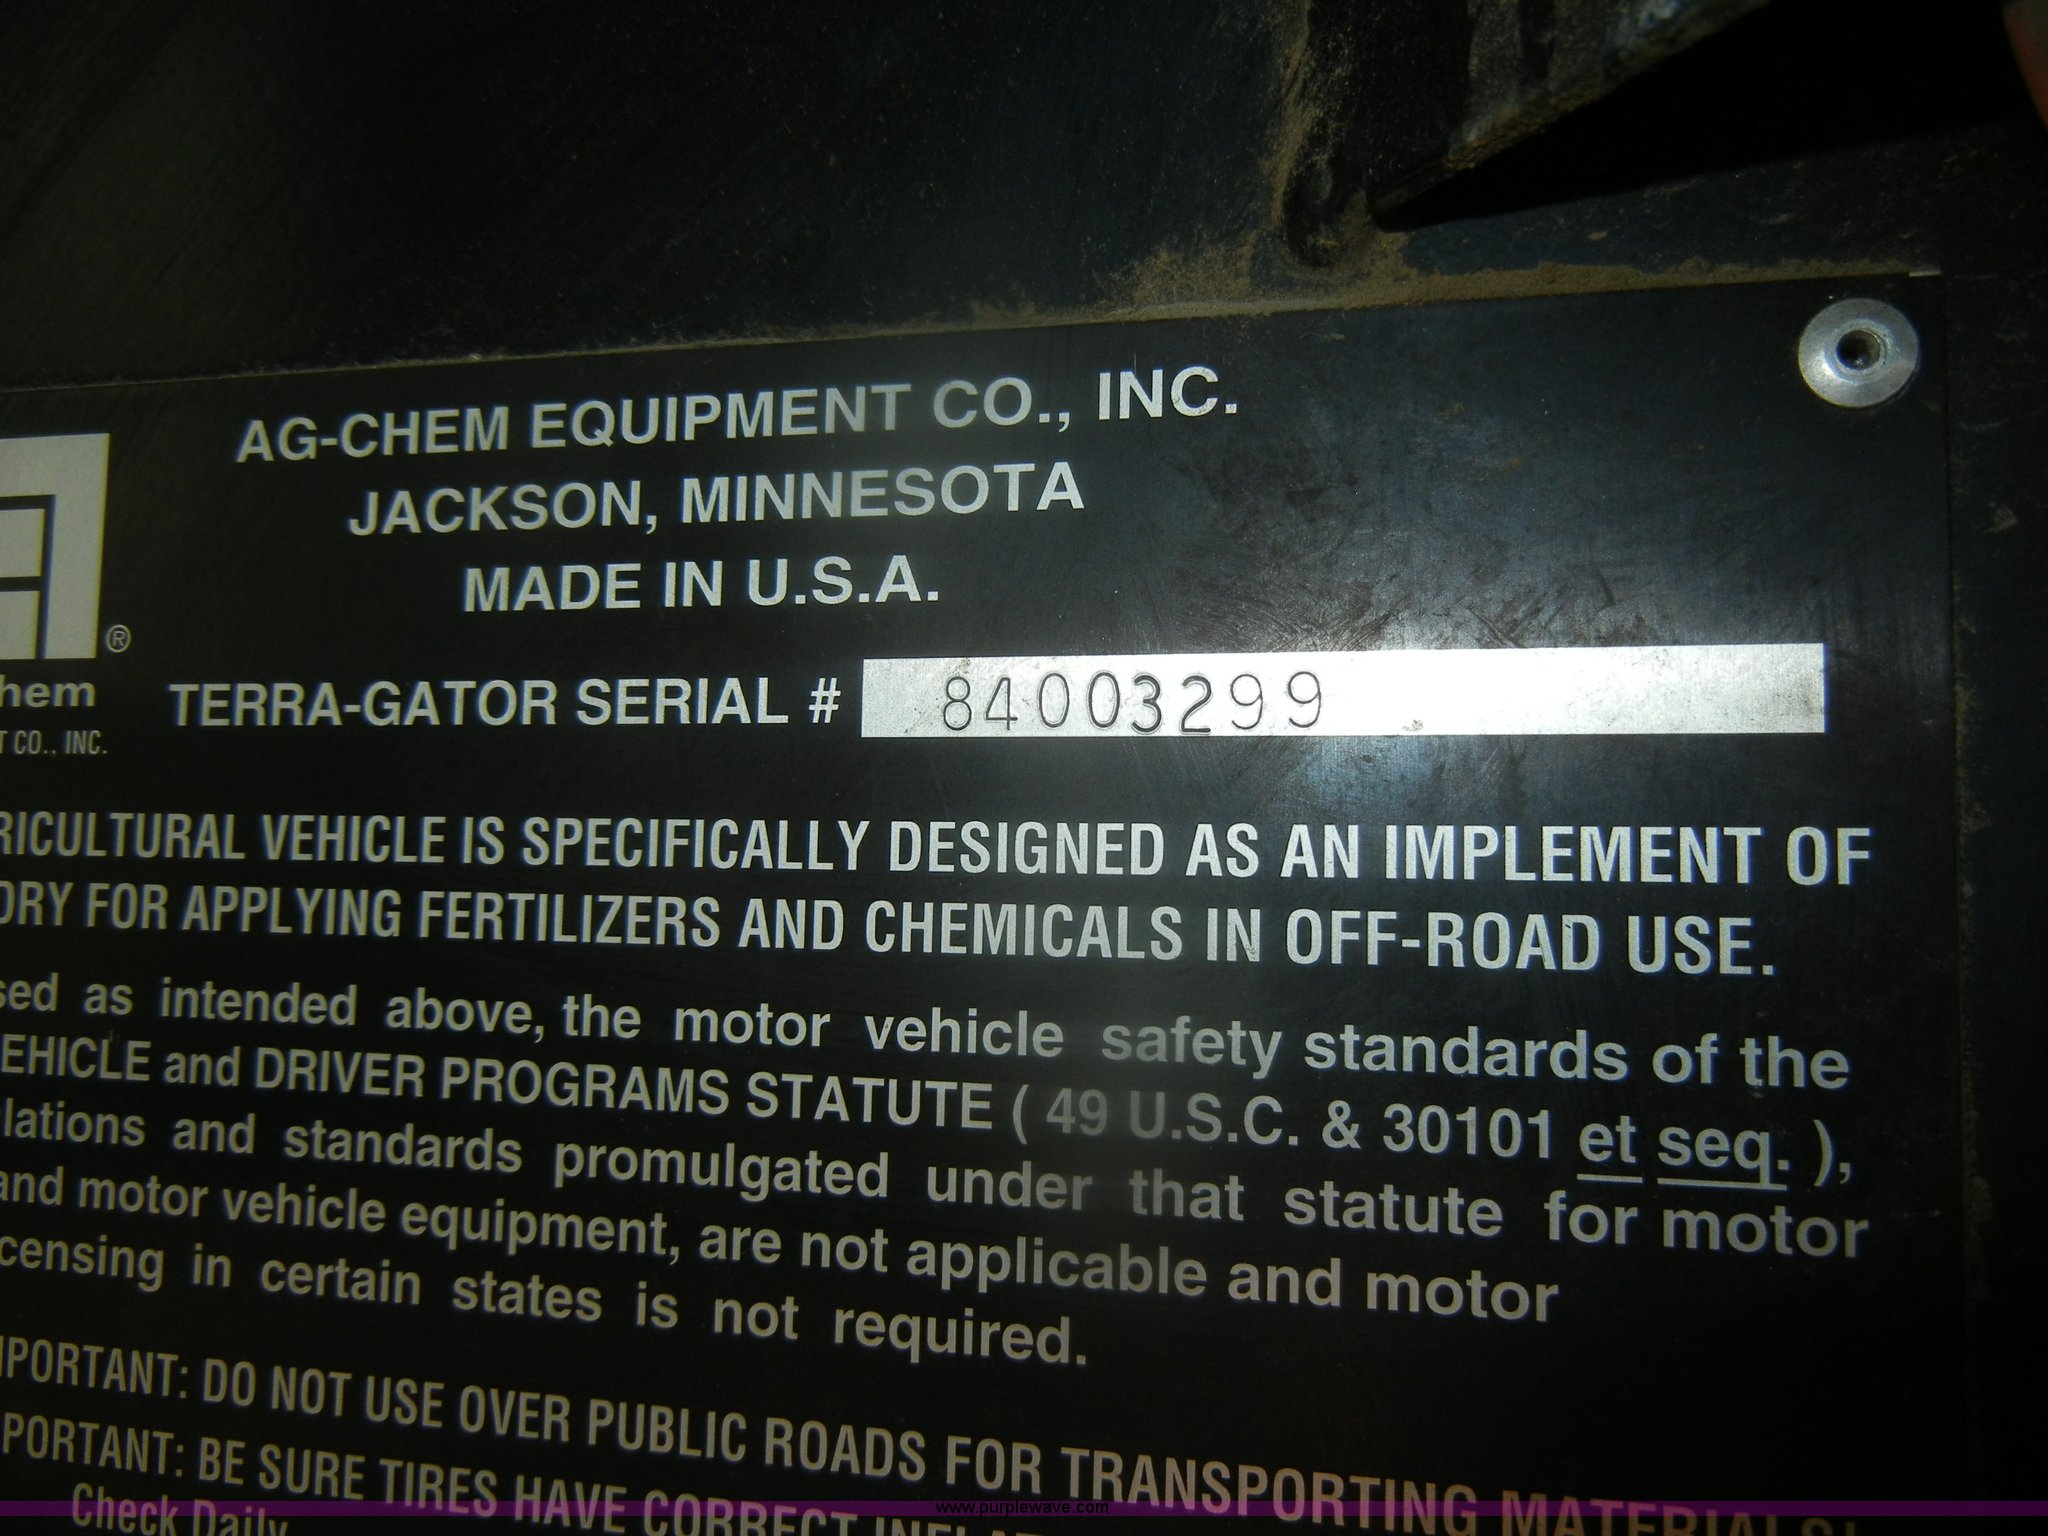 AG-CHEM EQUIPMENT CO., INC.
JACKSON, MINNESOTA
MADE IN U.S.A.
®
hem
T CO., INC.
TERRA-GATOR SERIAL # 84003299
RICULTURAL VEHICLE IS SPECIFICALLY DESIGNED AS AN IMPLEMENT OF
ORY FOR APPLYING FERTILIZERS AND CHEMICALS IN OFF-ROAD USE.
sed as intended above, the motor vehicle safety standards of the
EHICLE and DRIVER PROGRAMS STATUTE ( 49 U.S.C. & 30101 et seq. ),
lations and standards promulgated under that statute for motor
and motor vehicle equipment, are not applicable and motor
censing in certain states is not required.
MPORTANT: DO NOT USE OVER PUBLIC ROADS FOR TRANSPORTING MATERIALS!
PORTANT: BE SURE TIRES HAVE CORRECT INFLAT
Check Daily
www.purplewave.com